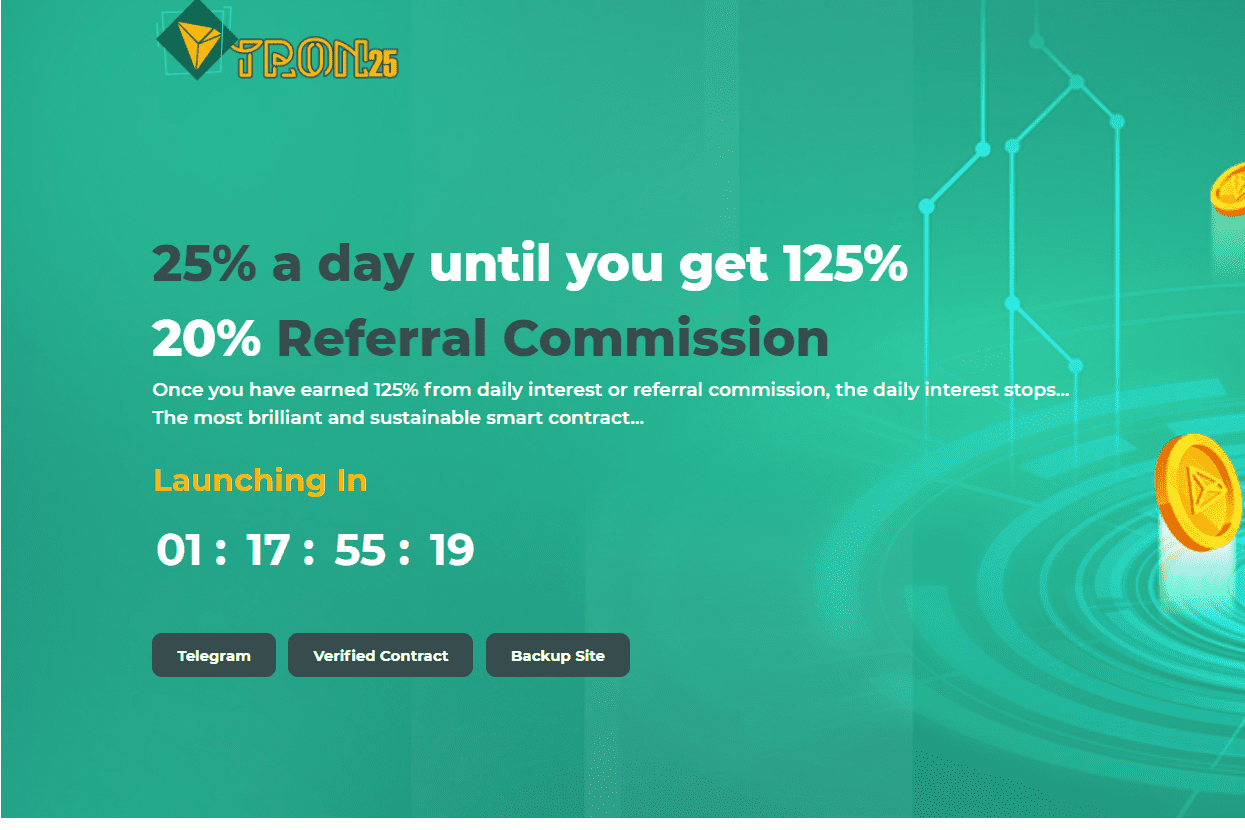 TRON25
25% a day until you get 125%
20% Referral Commission
Once you have earned 125% from daily interest or referral commission, the daily interest stops...
The most brilliant and sustainable smart contract...
Launching In
01 : 17 : 55 : 19
Telegram Verified Contract Backup Site